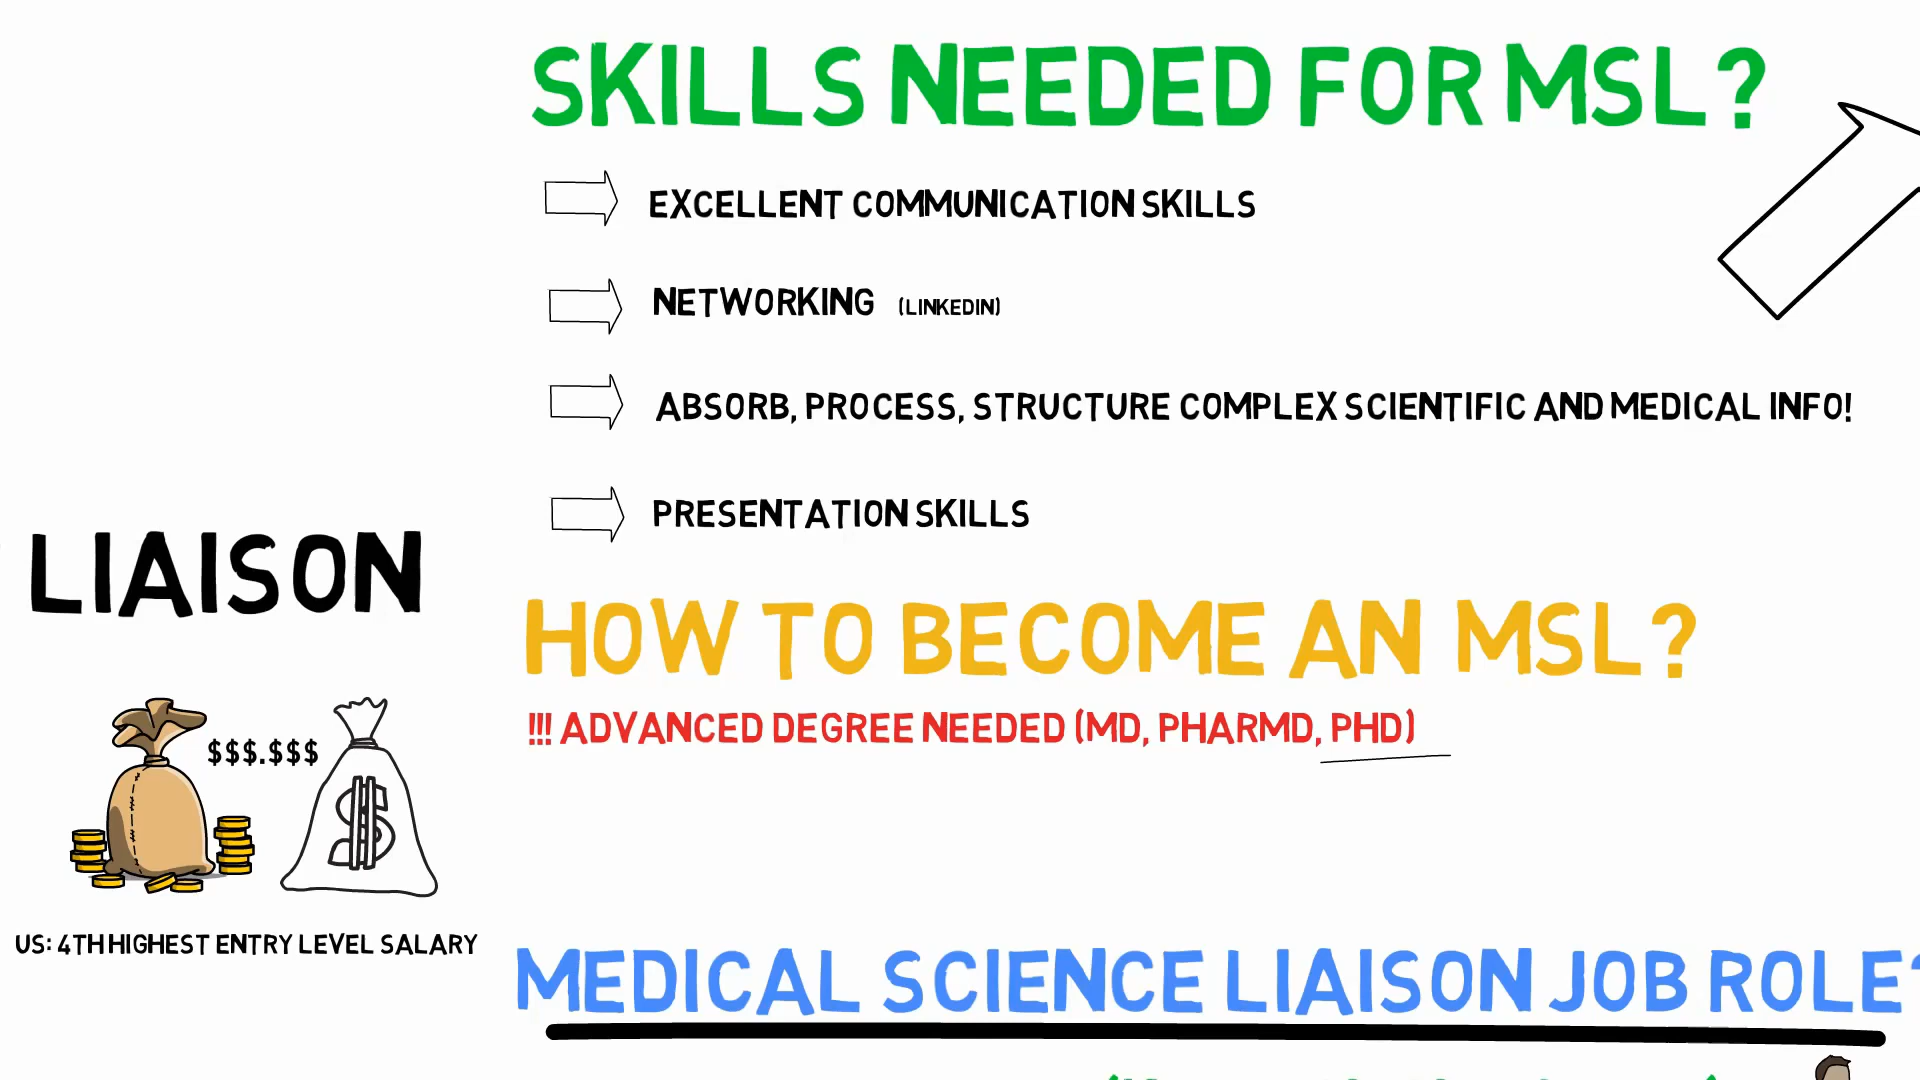 SKILLS NEEDED FOR MSL?
EXCELLENT COMMUNICATION SKILLS
NETWORKING (LINKEDIN)
ABSORB, PROCESS, STRUCTURE COMPLEX SCIENTIFIC AND MEDICAL INFO!
PRESENTATION SKILLS
LIAISON
HOW TO BECOME AN MSL?
!!! ADVANCED DEGREE NEEDED (MD, PHARMD, PHD)
$$$.$$$
$
US: 4TH HIGHEST ENTRY LEVEL SALARY
MEDICAL SCIENCE LIAISON JOB ROLE?